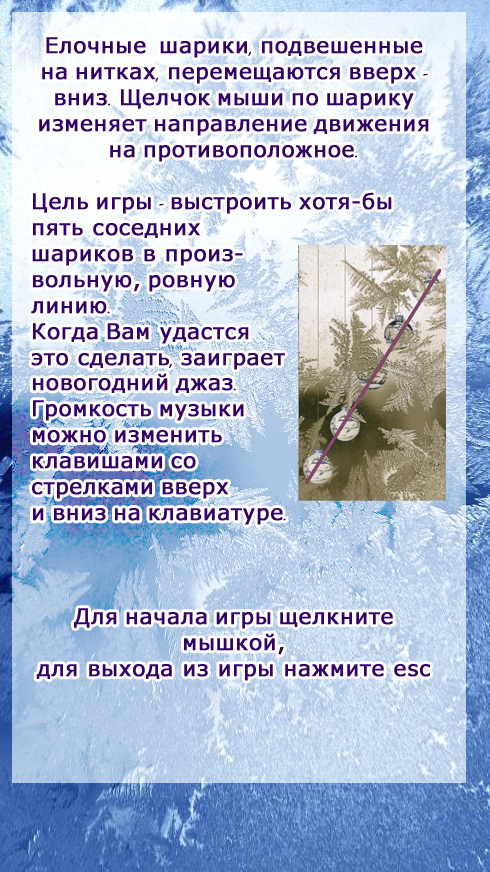 Елочные шарики, подвешенные
на нитках, перемещаются вверх -
вниз. Щелчок мыши по шарику
изменяет направление движения
на противоположное.
Цель игры - выстроить хотя-бы
пять соседних
шариков в произ-
вольную, ровную
линию.
Когда Вам удастся
это сделать, заиграет
новогодний джаз.
Громкость музыки
можно изменить
клавишами со
стрелками вверх
и вниз на клавиатуре.
Для начала игры щелкните
мышкой,
для выхода из игры нажмите esc